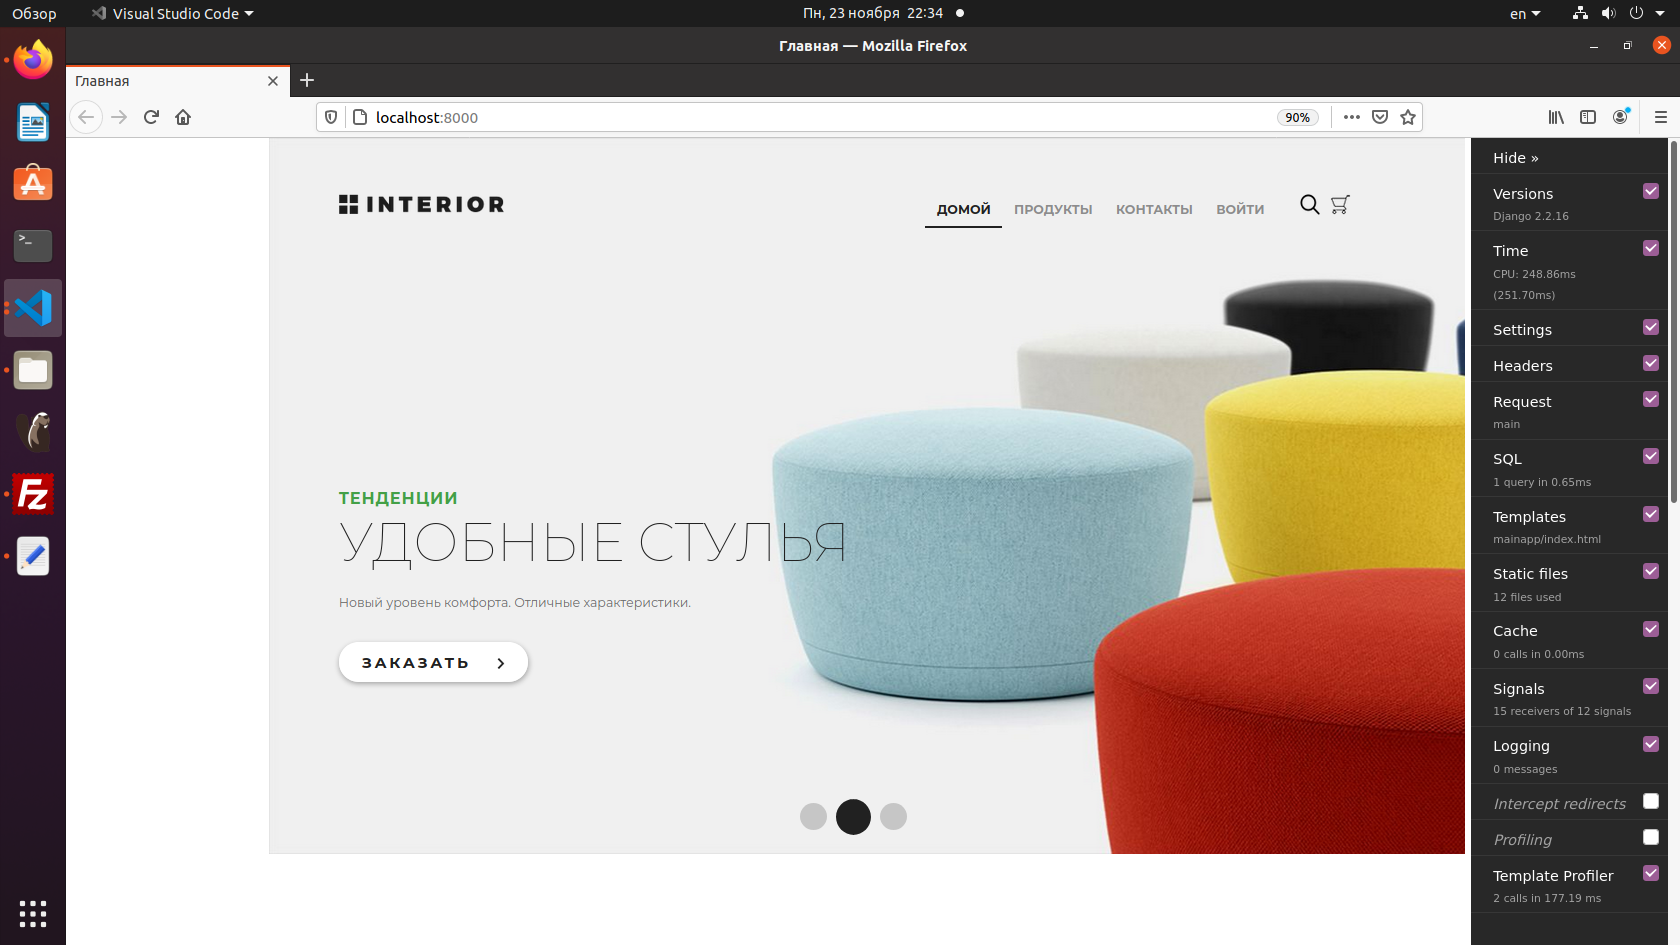 Обзор
Visual Studio Code
Пн, 23 ноября 22:34
en
Главная — Mozilla Firefox
Главная
localhost:8000
90%
INTERIOR
ДОМОЙ
ПРОДУКТЫ
КОНТАКТЫ
ВОЙТИ
ТЕНДЕНЦИИ
УДОБНЫЕ СТУЛЬЯ
Новый уровень комфорта. Отличные характеристики.
ЗАКАЗАТЬ
Hide »
Versions
Django 2.2.16
Time
CPU: 248.86ms
(251.70ms)
Settings
Headers
Request
main
SQL
1 query in 0.65ms
Templates
mainapp/index.html
Static files
12 files used
Cache
0 calls in 0.00ms
Signals
15 receivers of 12 signals
Logging
0 messages
Intercept redirects
Profiling
Template Profiler
2 calls in 177.19 ms